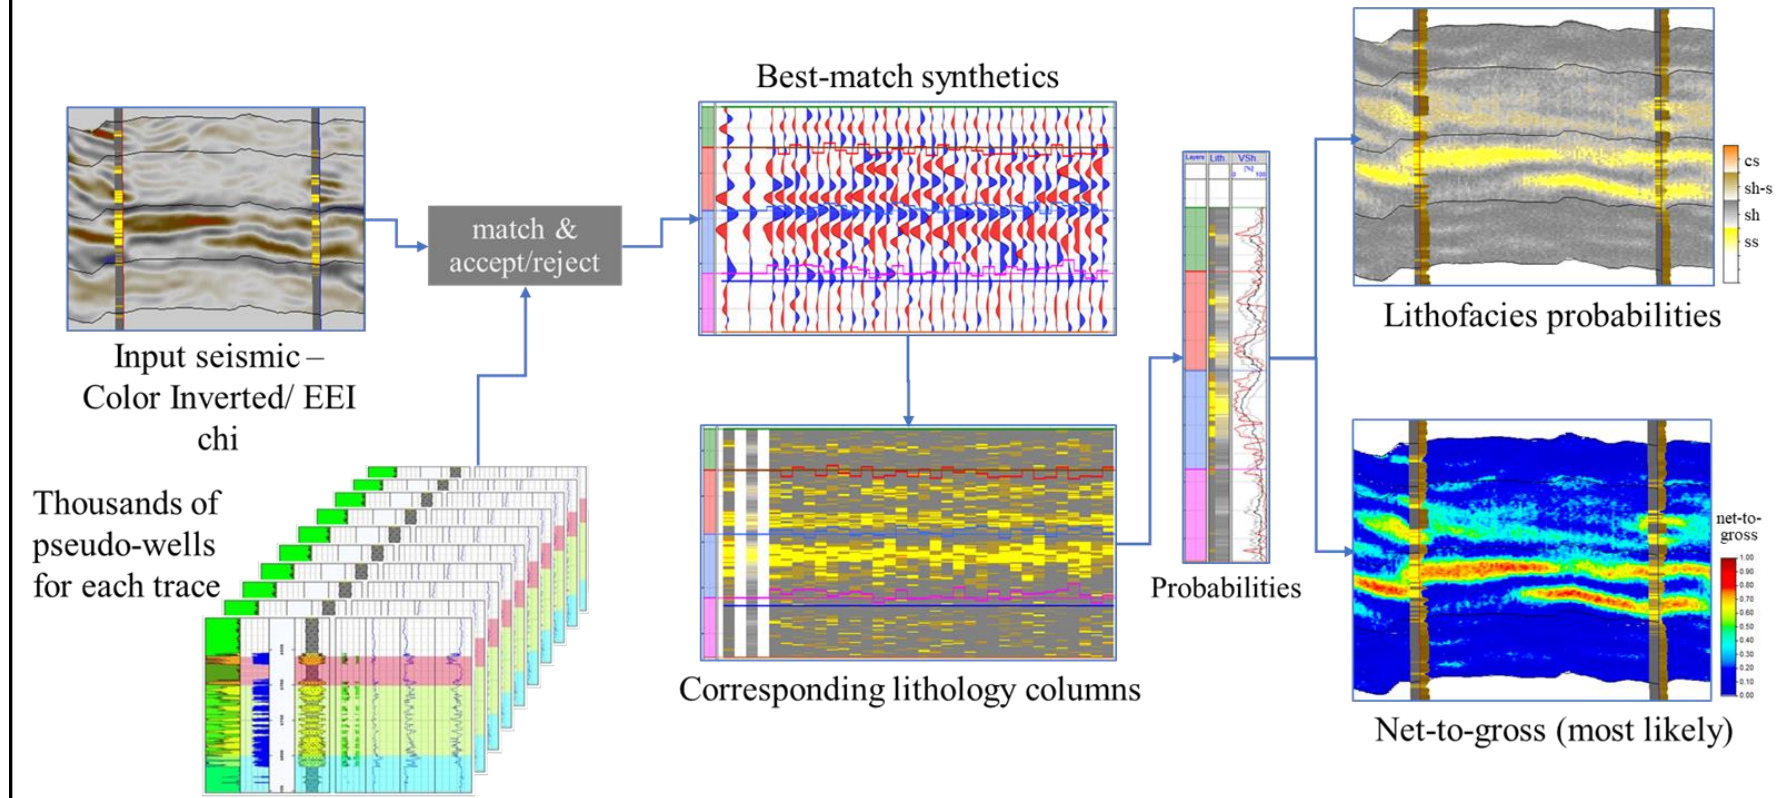 Best-match synthetics
match &
accept/reject
Input seismic –
Color Inverted/ EEI
chi
Thousands of
pseudo-wells
for each trace
Corresponding lithology columns
Layers Lith. VSh
[%]
0 100
Probabilities
cs
sh-s
sh
ss
Lithofacies probabilities
net-to-
gross
1.00
0.90
0.80
0.70
0.60
0.50
0.40
0.30
0.20
0.10
0.00
Net-to-gross (most likely)